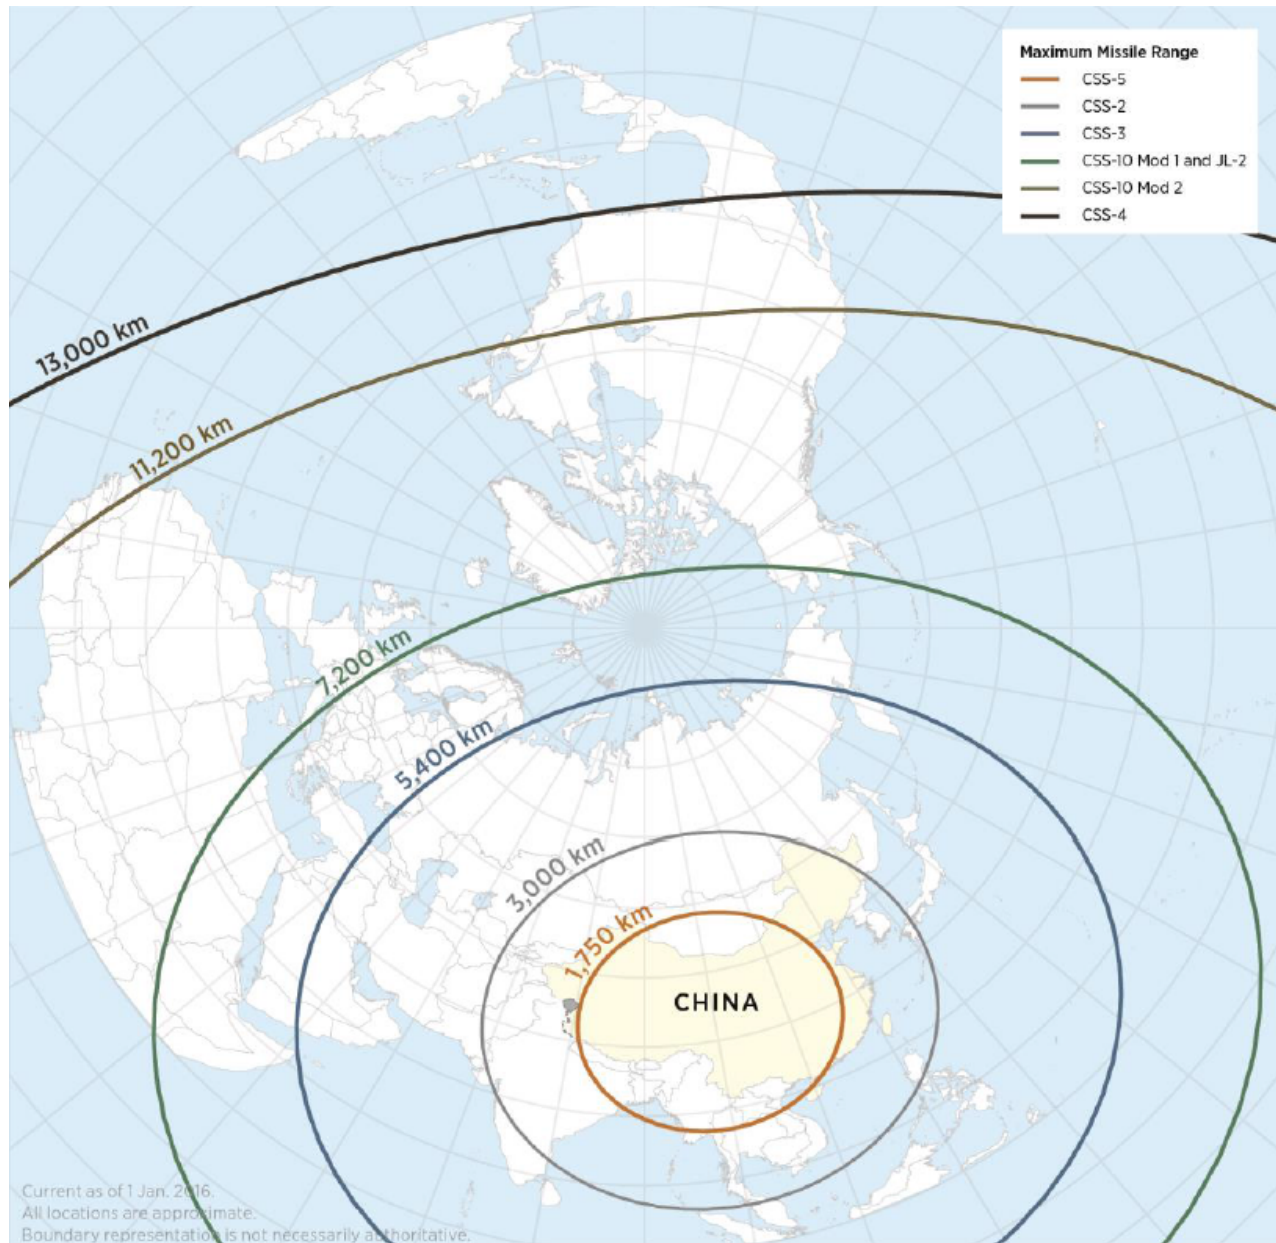 Maximum Missile Range
CSS-5
CSS-2
CSS-3
CSS-10 Mod 1 and JL-2
CSS-10 Mod 2
CSS-4
13,000 km
11,200 km
7,200 km
5,400 km
3,000 km
1,750 km
CHINA
Current as of 1 Jan. 2016.
All locations are approximate.
Boundary representation is not necessarily authoritative.